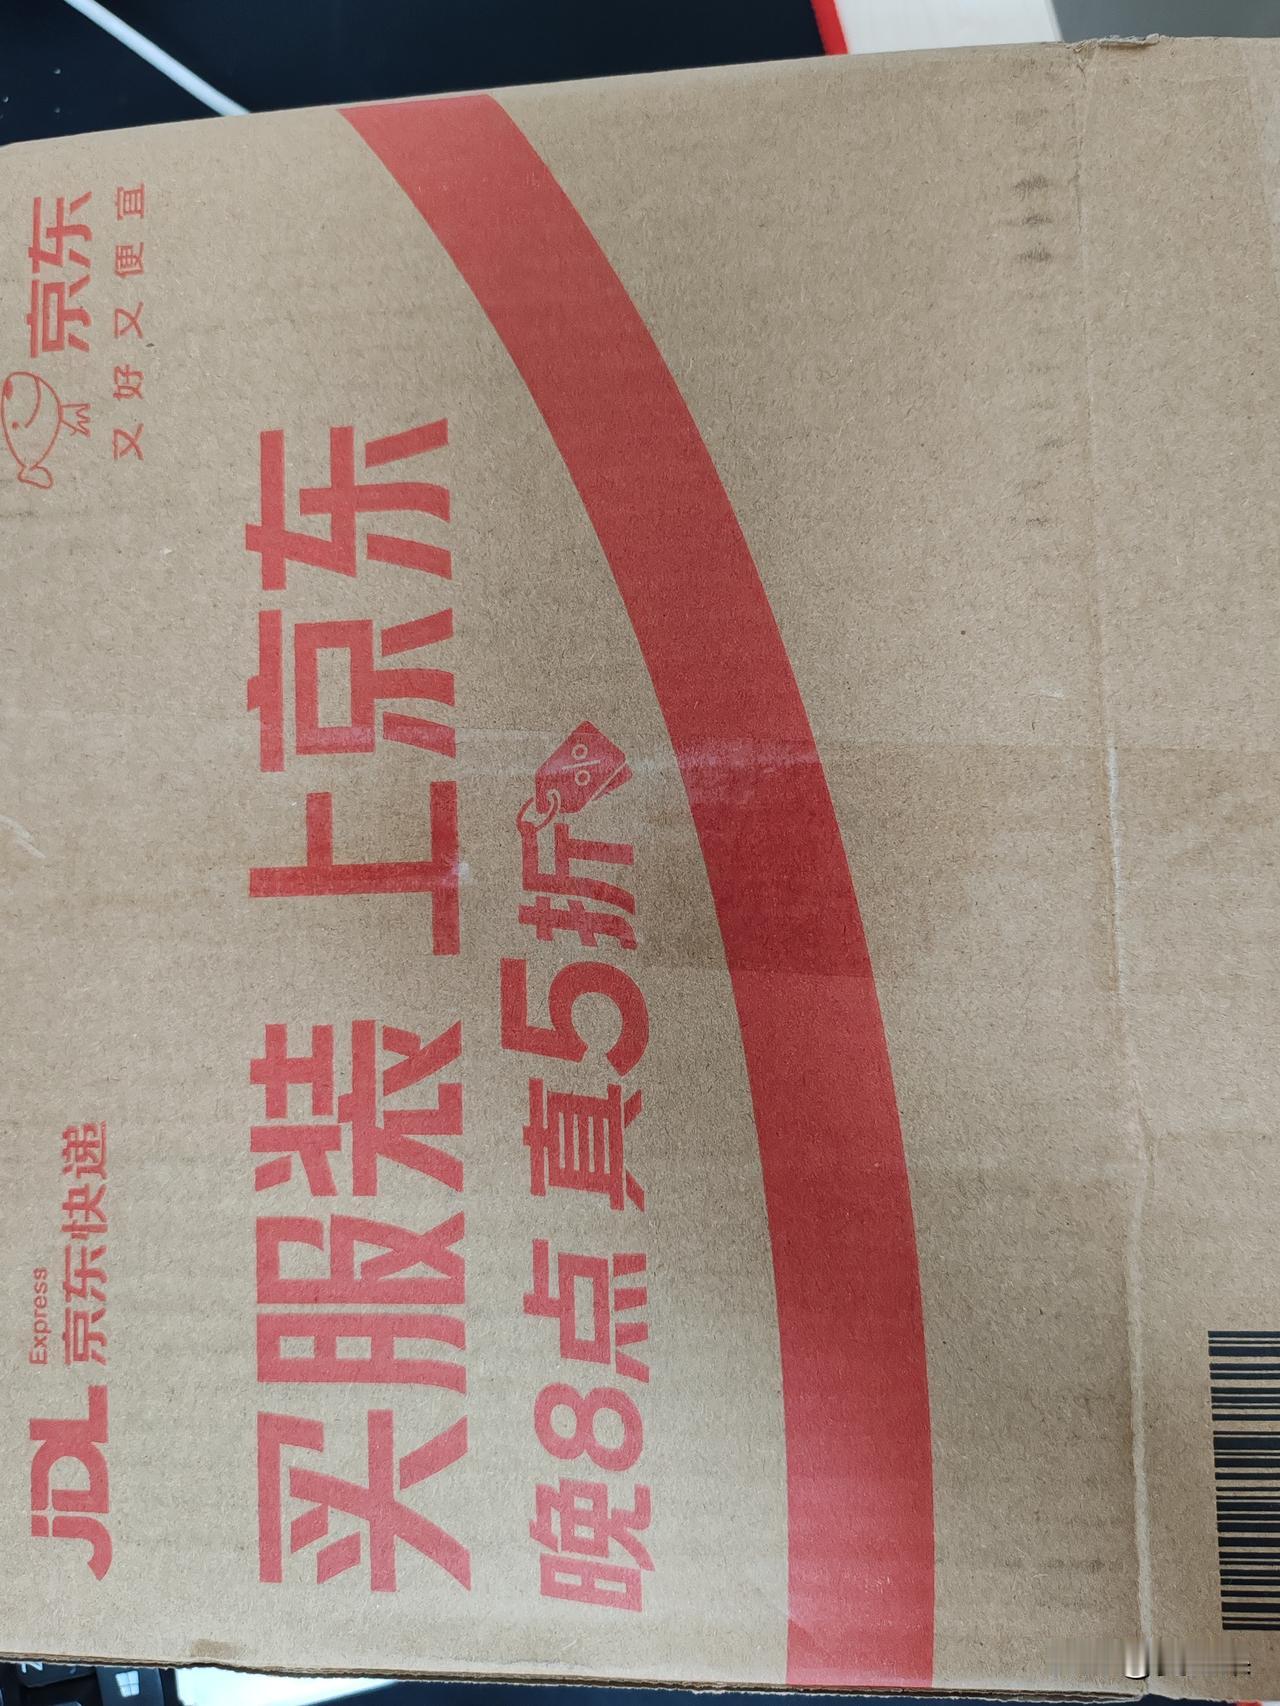 JDL Express
京东快递
京东
又好又便宜
买服装 上京东
晚8点 真5折
%